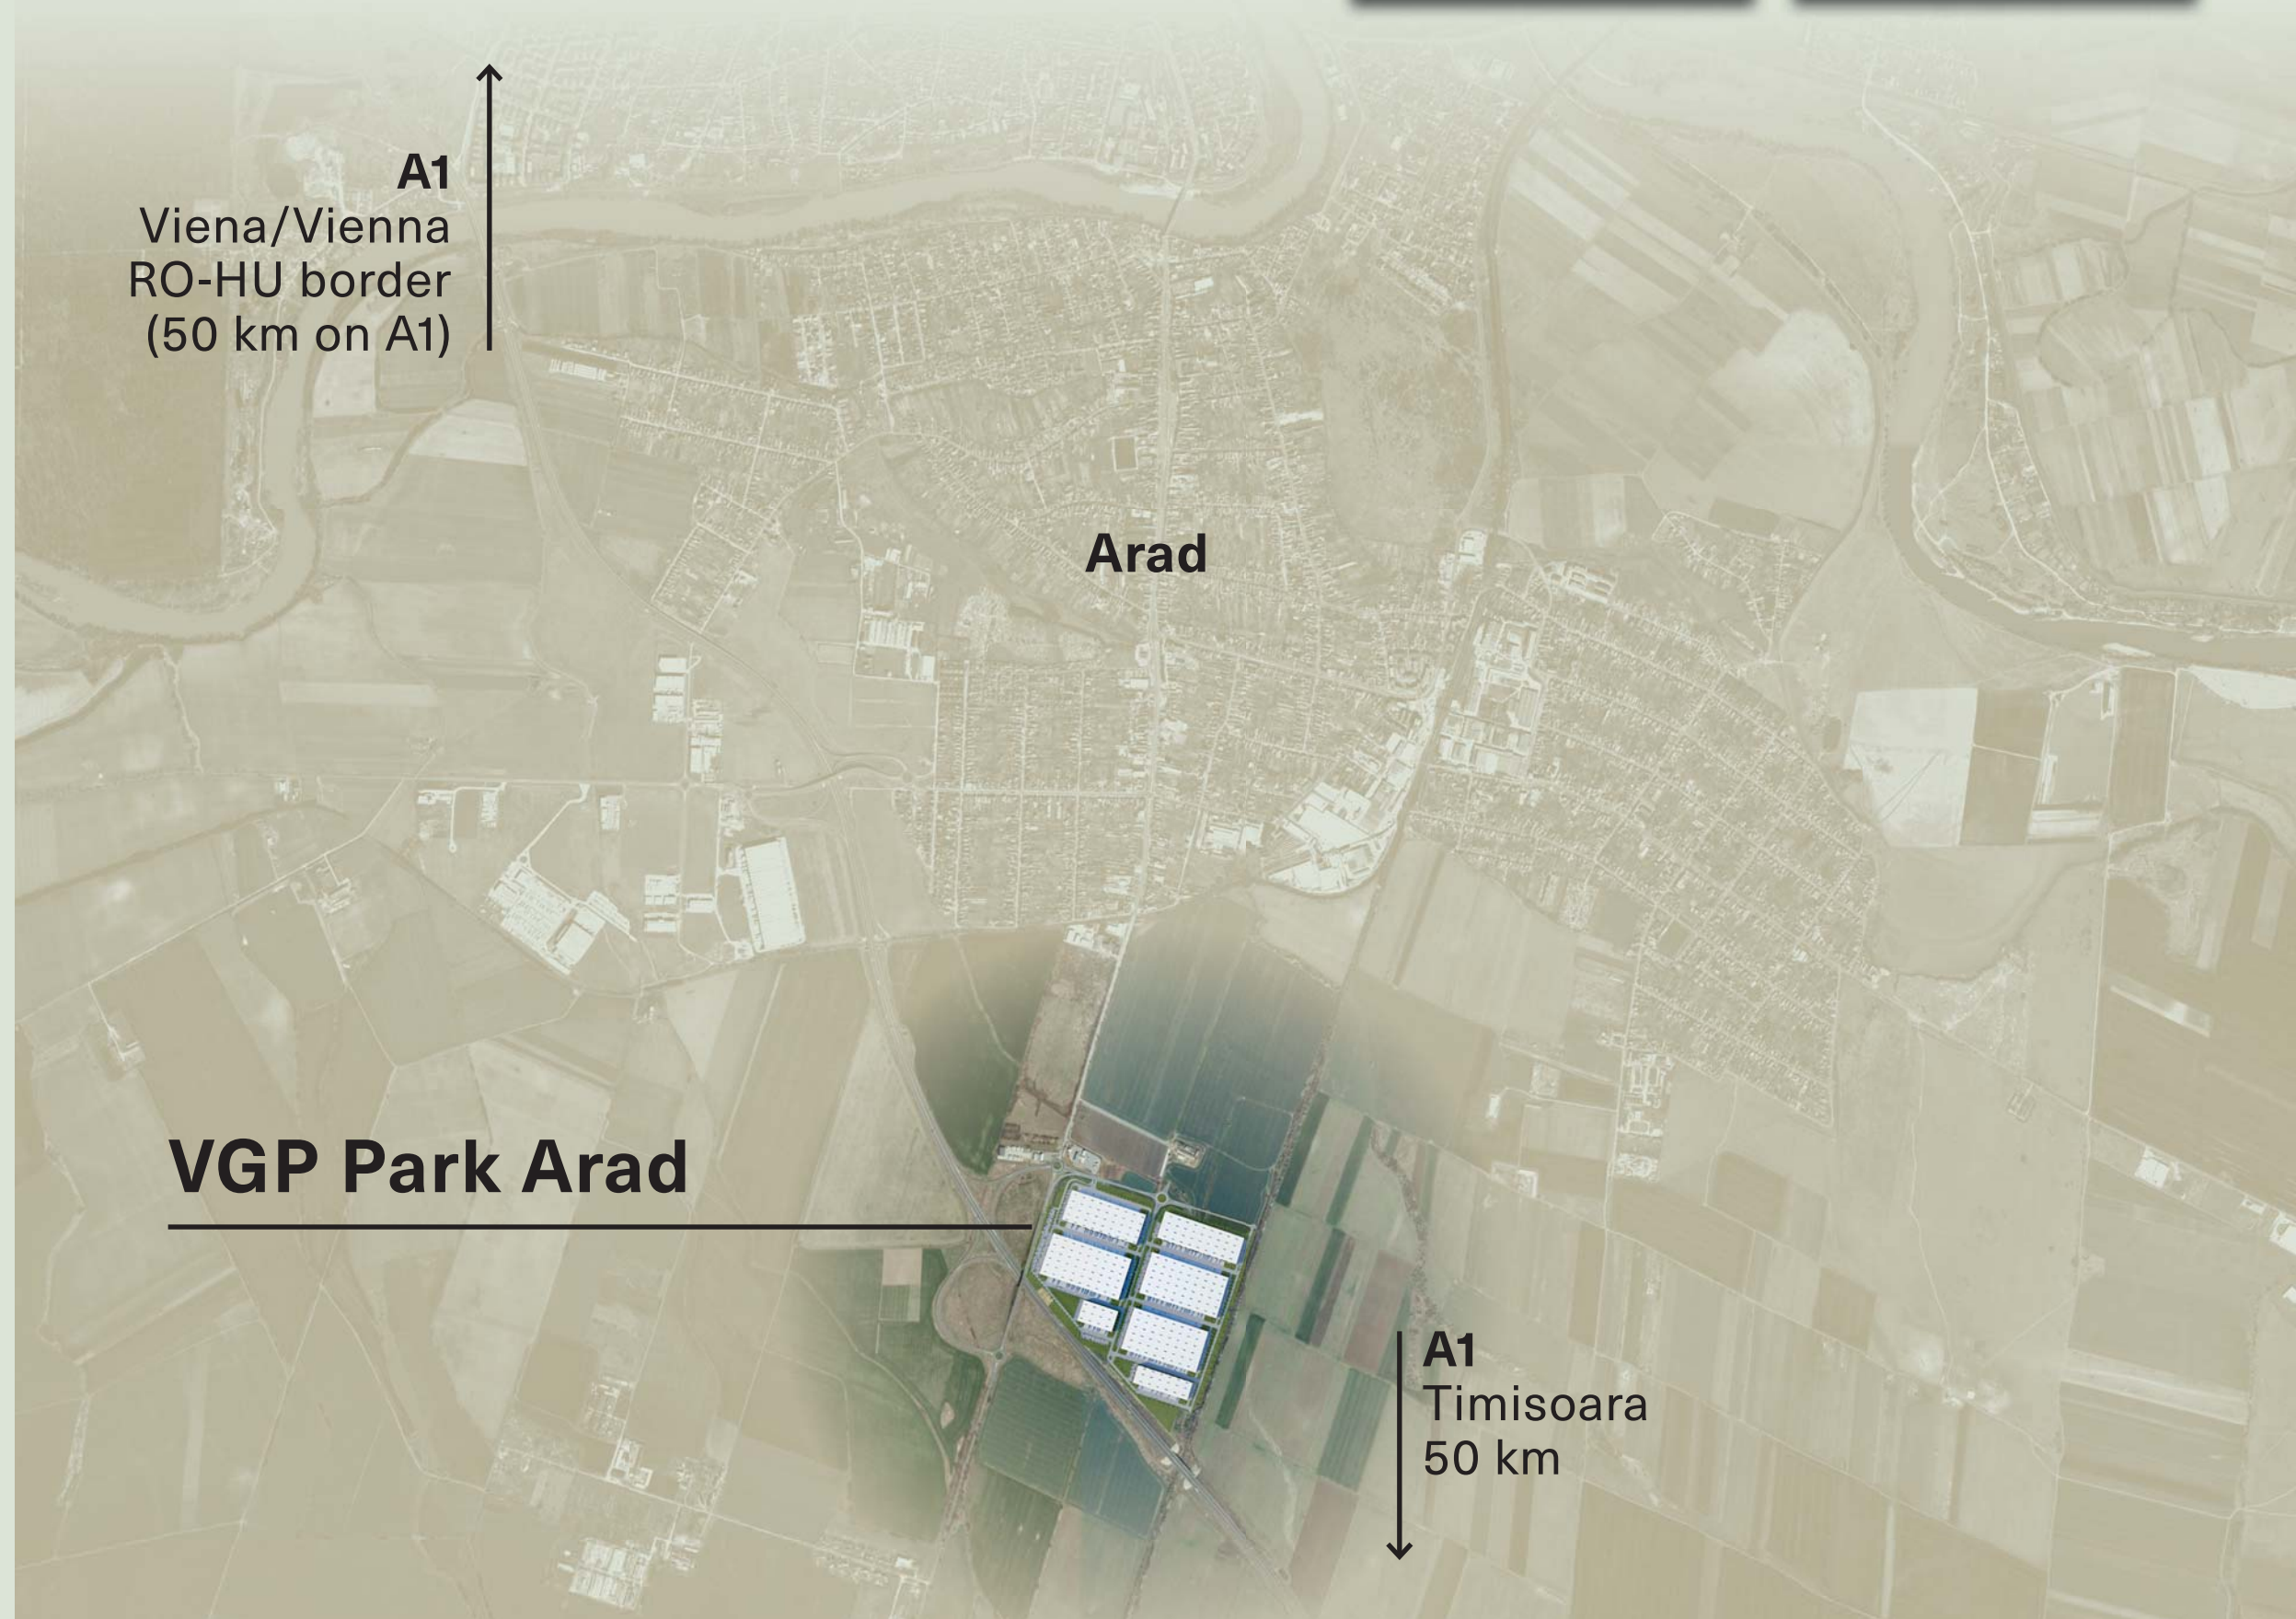 A1
Viena/Vienna
RO-HU border
(50 km on A1)
Arad
VGP Park Arad
A1
Timisoara
50 km